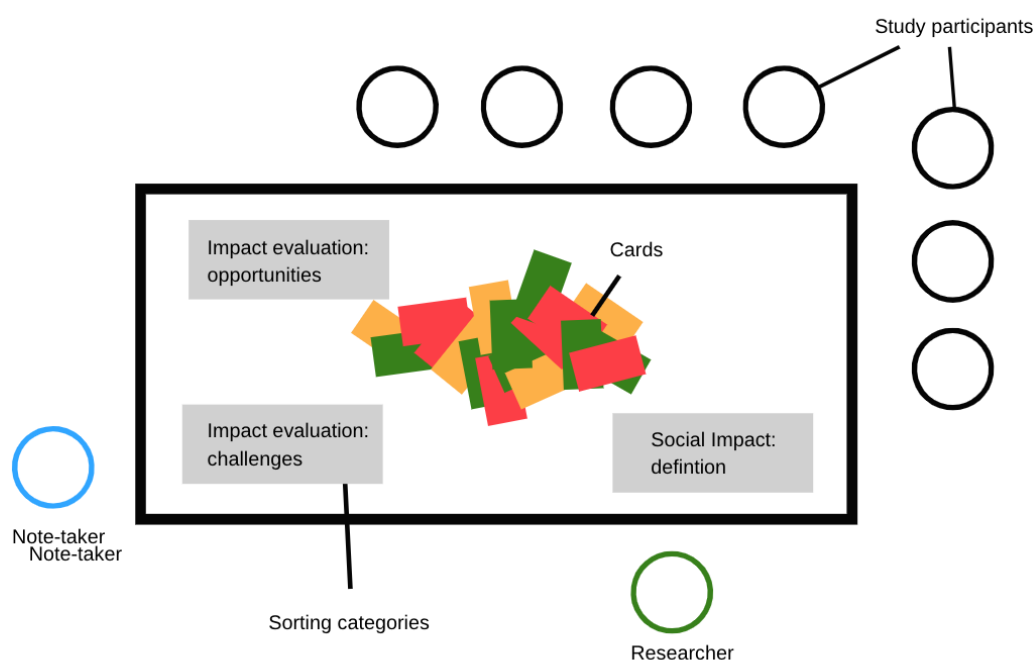 Study participants
Impact evaluation:
opportunities
Cards
Impact evaluation:
challenges
Social Impact:
defintion
Note-taker
Note-taker
Sorting categories
Researcher